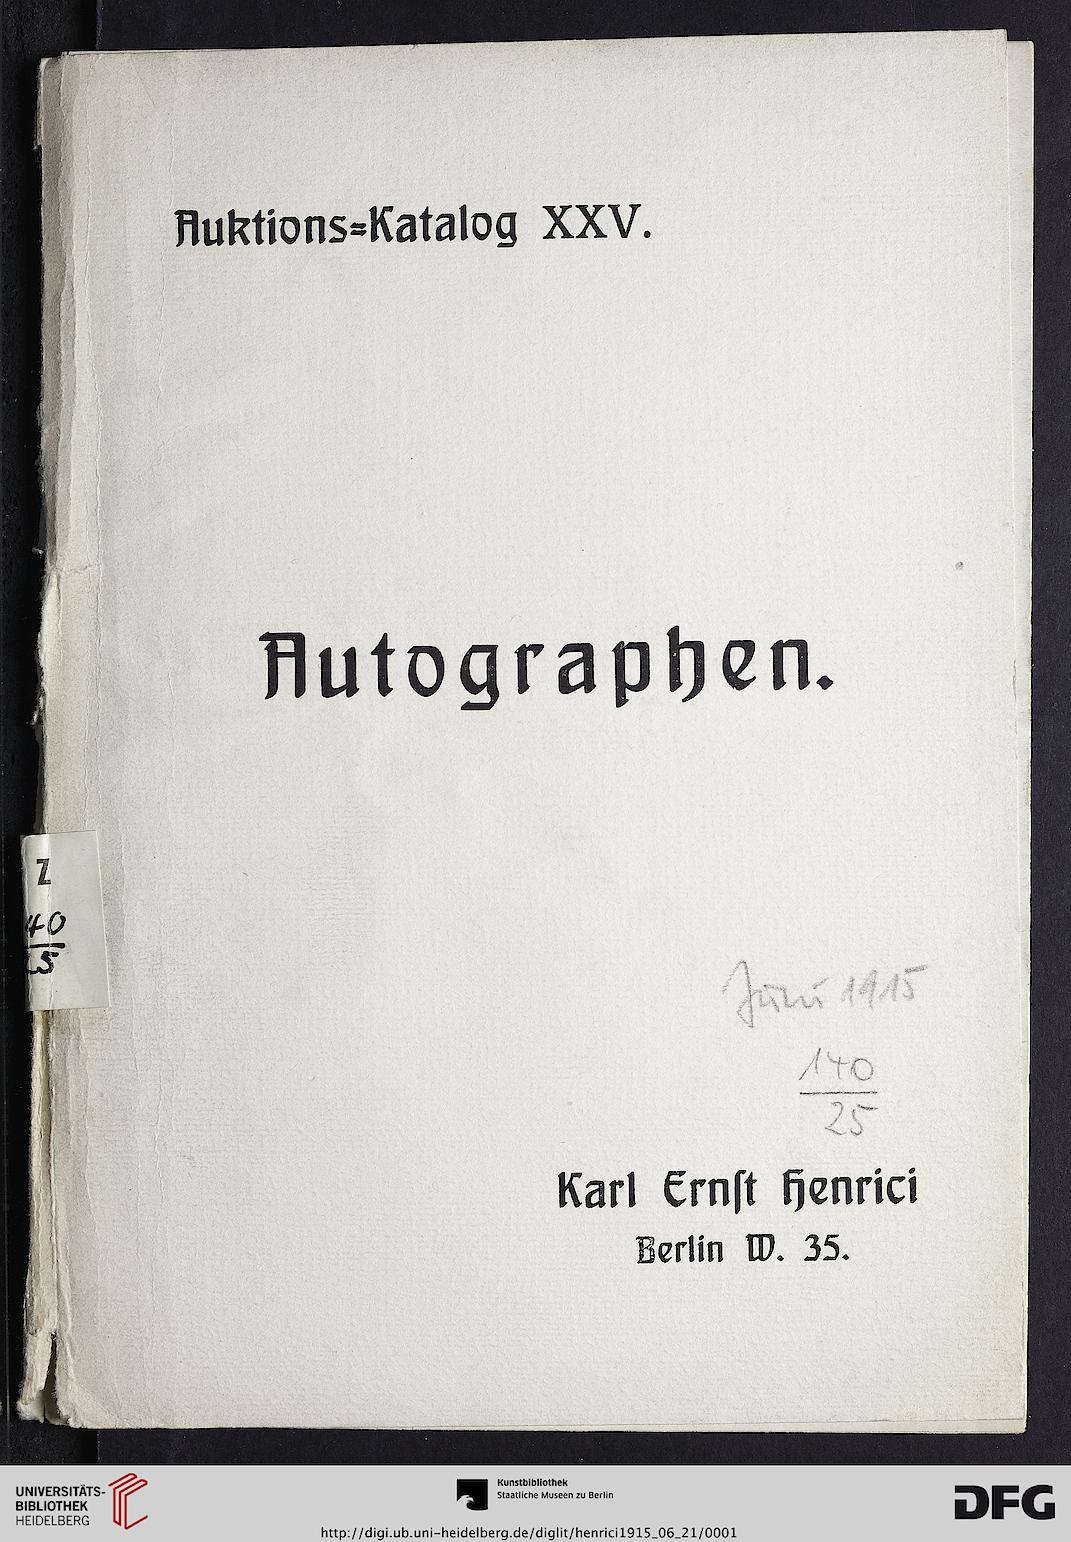 Auktions=Katalog XXV.
Autographen.
Z
40
25
Juni 1915
140
25
Karl Ernſt Henrici
Berlin W. 35.
UNIVERSITÄTS-
BIBLIOTHEK
HEIDELBERG
Kunstbibliothek
Staatliche Museen zu Berlin
DFG
http://digi.ub.uni-heidelberg.de/diglit/henrici1915_06_21/0001